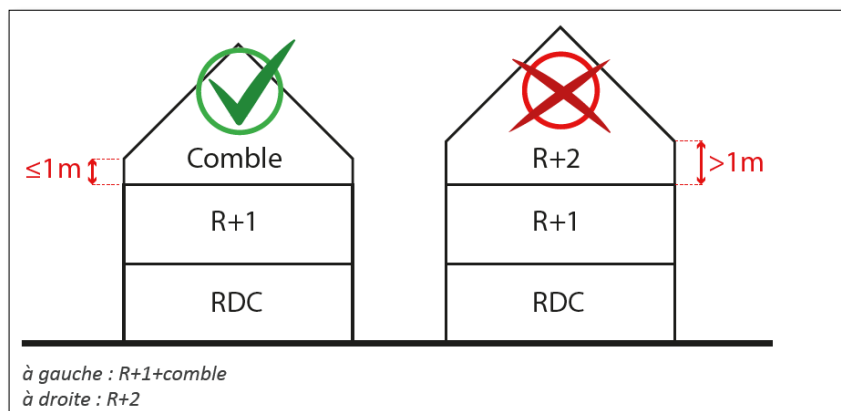 Comble
≤1m
R+1
RDC
R+2
>1m
R+1
RDC
à gauche : R+1+comble
à droite : R+2